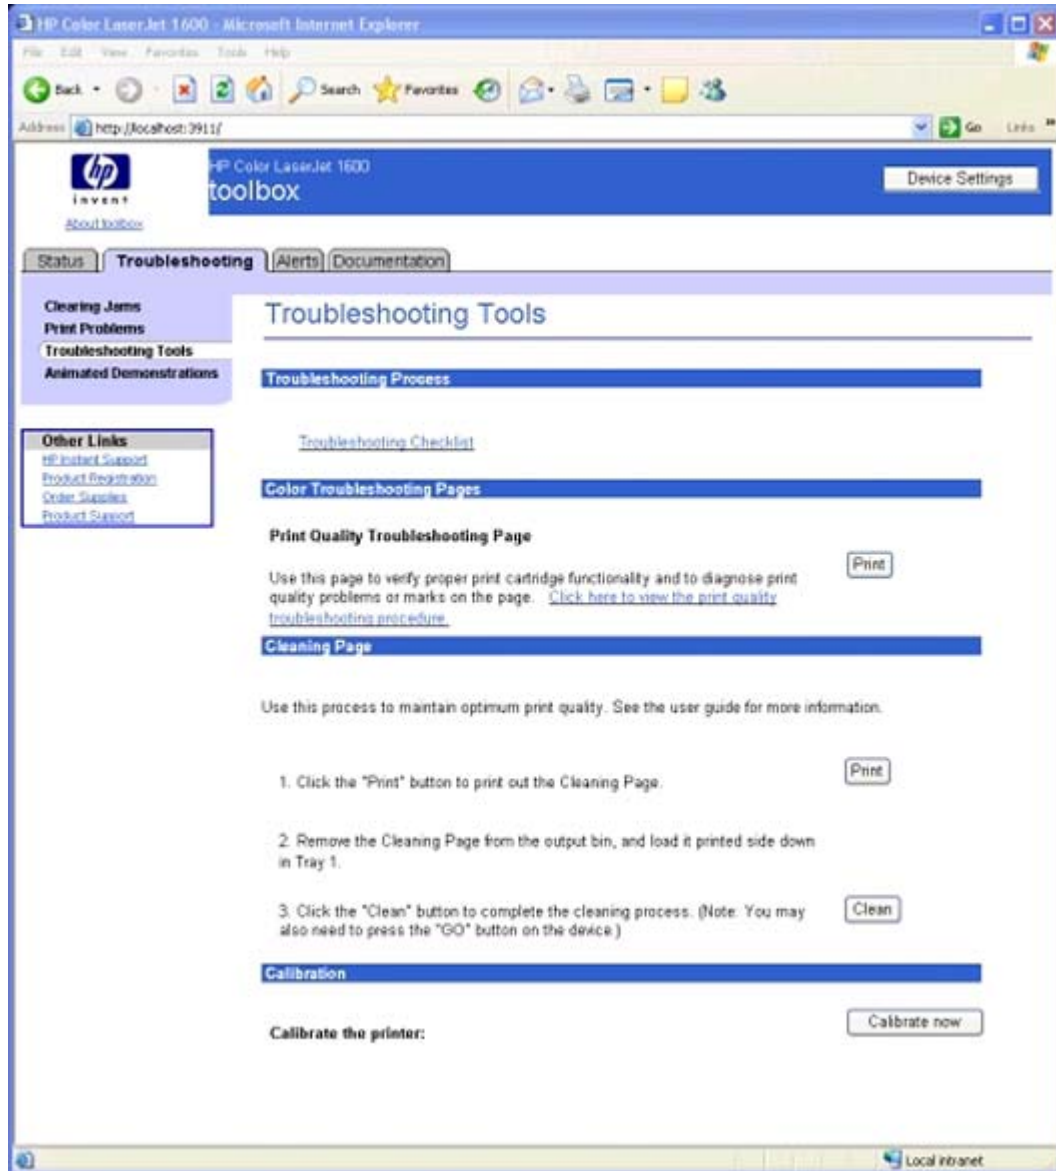 HP Color LaserJet 1600 - Microsoft Internet Explorer
File Edit View Favorites Tools Help
Back Search Favorites
Address http://localhost:3911/ Go Links »
hp
invent
HP Color LaserJet 1600
toolbox
Device Settings
About toolbox
Status Troubleshooting Alerts Documentation
Clearing Jams
Print Problems
Troubleshooting Tools
Animated Demonstrations
Other Links
HP Instant Support
Product Registration
Order Supplies
Product Support
Troubleshooting Tools
Troubleshooting Process
Troubleshooting Checklist
Color Troubleshooting Pages
Print Quality Troubleshooting Page
Use this page to verify proper print cartridge functionality and to diagnose print
quality problems or marks on the page. Click here to view the print quality
troubleshooting procedure.
Print
Cleaning Page
Use this process to maintain optimum print quality. See the user guide for more information.
1. Click the "Print" button to print out the Cleaning Page.
Print
2. Remove the Cleaning Page from the output bin, and load it printed side down
in Tray 1.
3. Click the "Clean" button to complete the cleaning process. (Note: You may
also need to press the "GO" button on the device.)
Clean
Calibration
Calibrate the printer:
Calibrate now
Local intranet